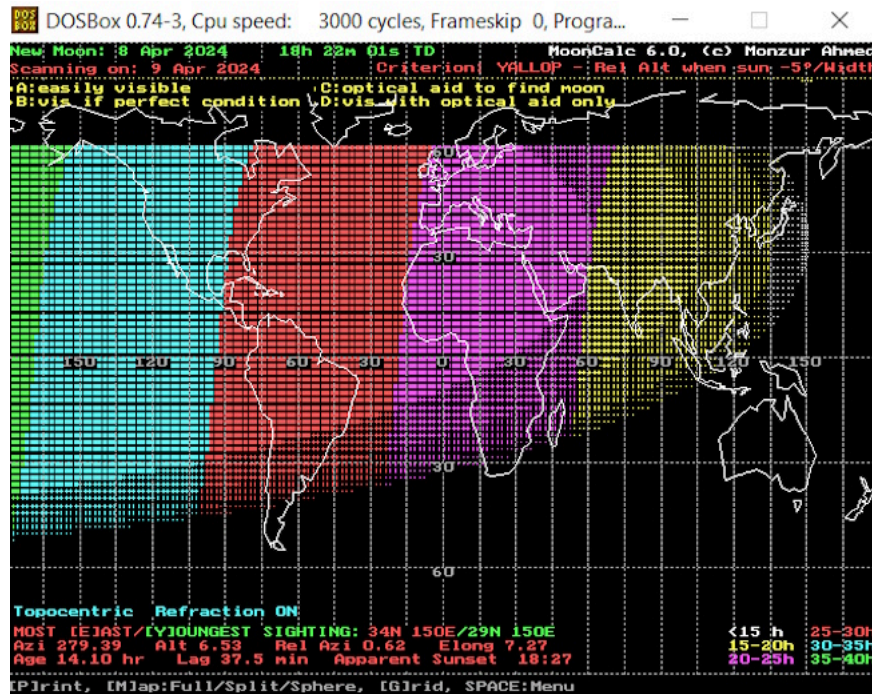 DOSBox 0.74-3, Cpu speed: 3000 cycles, Frameskip 0, Progra...
New Moon: 8 Apr 2024 18h 22m 01s TD MoonCalc 6.0, (c) Monzur Ahmed
Scanning on: 9 Apr 2024 Criterion: YALLOP - Rel Alt when sun -5°/Width
A:easily visible C:optical aid to find moon
B:vis if perfect condition D:vis with optical aid only
60 60
30 30
150 120 90 60 30 0 30 60 90 120 150
30
60
Topocentric Refraction ON
MOST [E]AST/[Y]OUNGEST SIGHTING: 34N 150E/29N 150E <15 h 25-30h
Azi 279.39 Alt 6.53 Rel Azi 0.62 Elong 7.27 15-20h 30-35h
Age 14.10 hr Lag 37.5 min Apparent Sunset 18:27 20-25h 35-40h
[P]rint, [M]ap:Full/Split/Sphere, [G]rid, SPACE:Menu